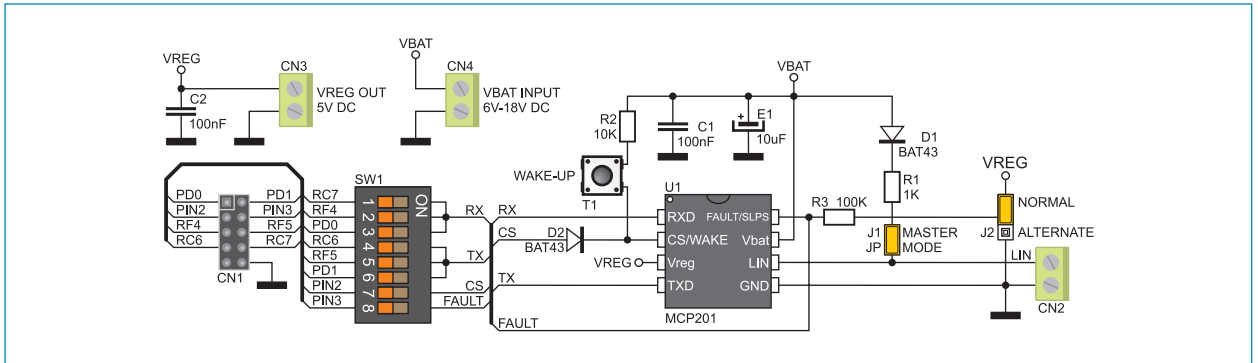 VREG
CN3
C2
100nF
VREG OUT
5V DC
VBAT
CN4
VBAT INPUT
6V-18V DC
VBAT
R2
10K
C1
100nF
+
E1
10uF
D1
BAT43
R1
1K
VREG
NORMAL
J2
ALTERNATE
WAKE-UP
T1
U1
R3 100K
J1
JP
MASTER
MODE
LIN
CN2
RXD
CS/WAKE
Vreg
TXD
FAULT/SLPS
Vbat
LIN
GND
MCP201
RX
CS
D2
BAT43
VREG
TX
FAULT
SW1
ON
1
2
3
4
5
6
7
8
RX
TX
CS
FAULT
RC7
RF4
PD0
RC6
RF5
PD1
PIN2
PIN3
PD0
PIN2
RF4
RC6
PD1
PIN3
RF5
RC7
CN1